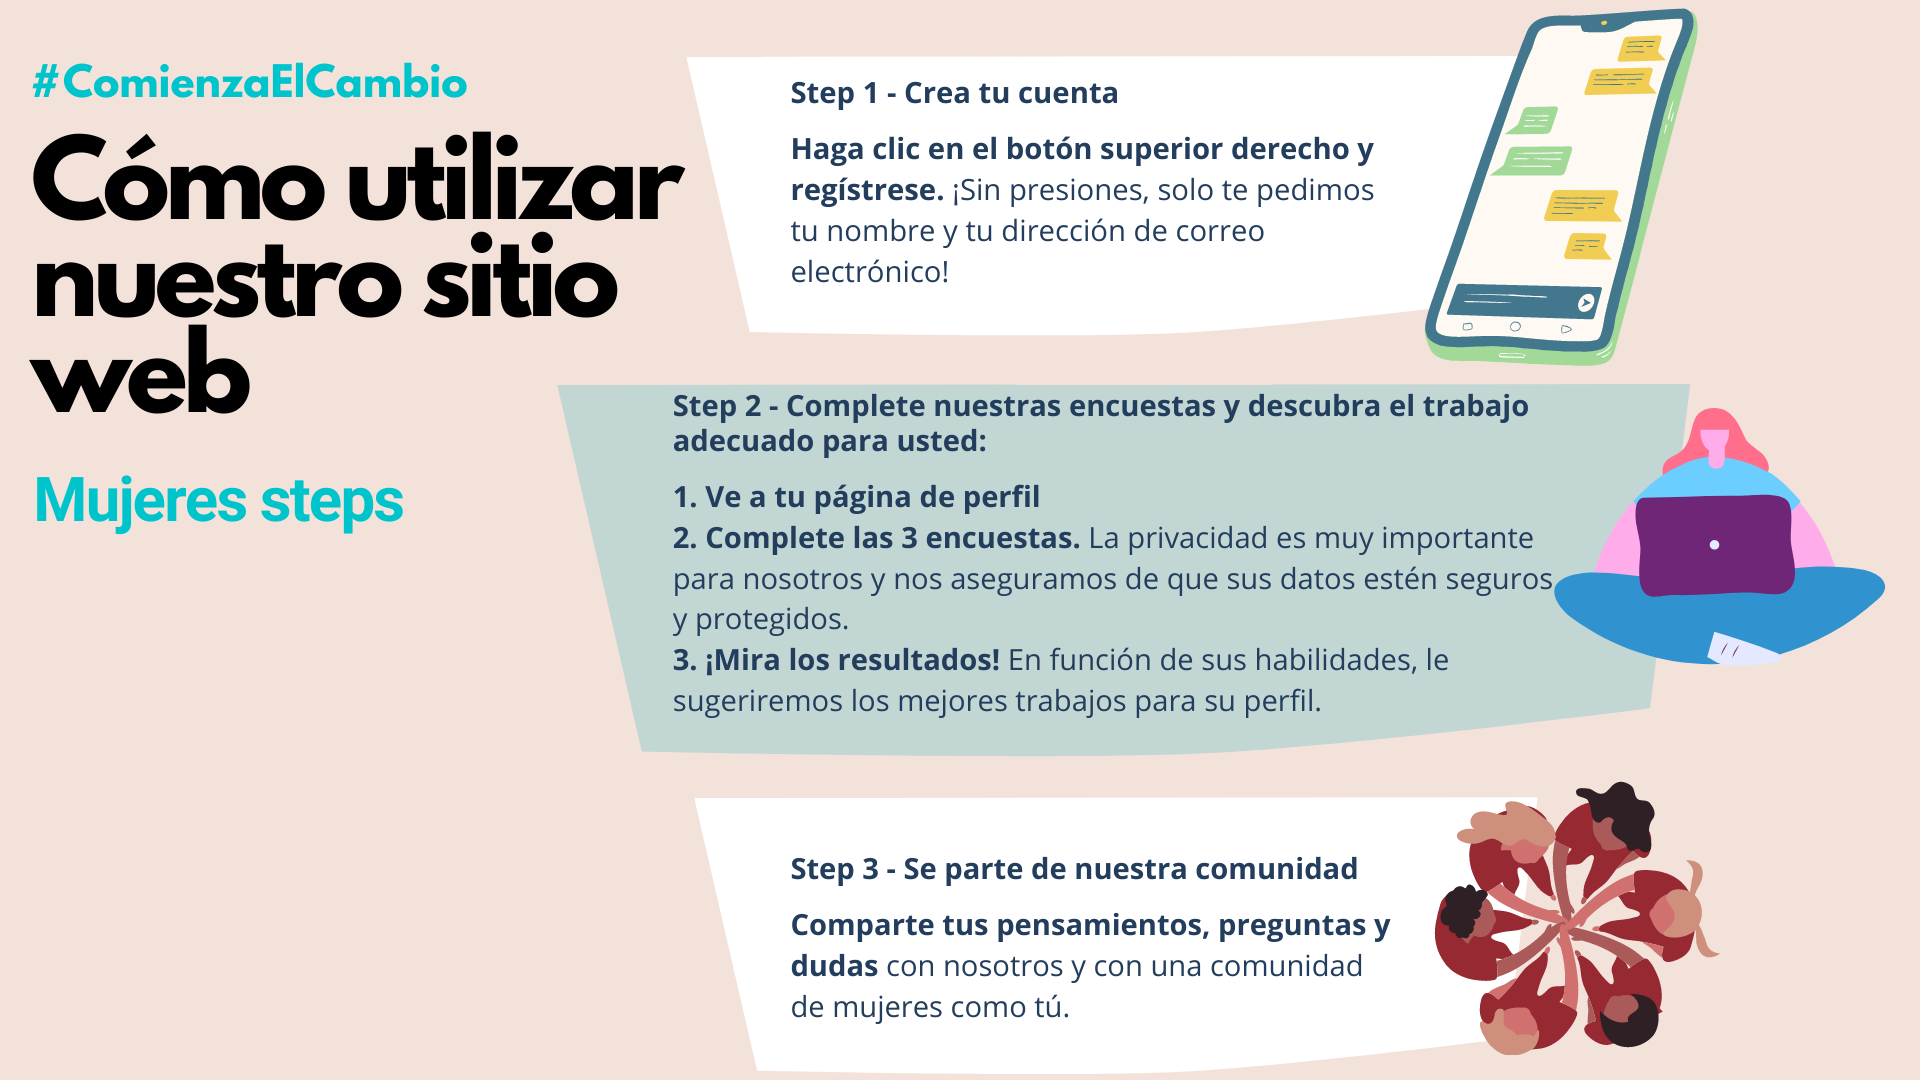 #ComienzaElCambio
Cómo utilizar
nuestro sitio
web
Mujeres steps
Step 1 - Crea tu cuenta
Haga clic en el botón superior derecho y
regístrese. ¡Sin presiones, solo te pedimos
tu nombre y tu dirección de correo
electrónico!
Step 2 - Complete nuestras encuestas y descubra el trabajo
adecuado para usted:
1. Ve a tu página de perfil
2. Complete las 3 encuestas. La privacidad es muy importante
para nosotros y nos aseguramos de que sus datos estén seguros
y protegidos.
3. ¡Mira los resultados! En función de sus habilidades, le
sugeriremos los mejores trabajos para su perfil.
Step 3 - Se parte de nuestra comunidad
Comparte tus pensamientos, preguntas y
dudas con nosotros y con una comunidad
de mujeres como tú.